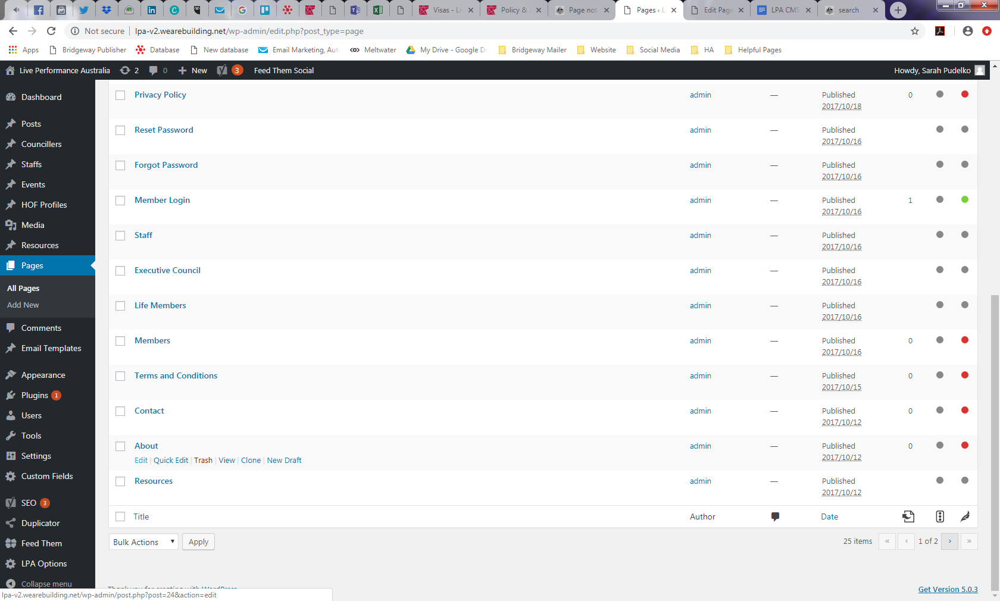 Visas - Li
Policy &
Page not
Pages ‹ L
Edit Page
LPA CMS
search
Not secure | lpa-v2.wearebuilding.net/wp-admin/edit.php?post_type=page
Apps Bridgeway Publisher Database New database Email Marketing, Aut Meltwater My Drive - Google Dr Bridgeway Mailer Website Social Media HA Helpful Pages
Live Performance Australia 2 0 New 3 Feed Them Social Howdy, Sarah Pudelko
Dashboard
Posts
Councillers
Staffs
Events
HOF Profiles
Media
Resources
Pages
All Pages
Add New
Comments
Email Templates
Appearance
Plugins 1
Users
Tools
Settings
Custom Fields
SEO 3
Duplicator
Feed Them
LPA Options
Collapse menu
Privacy Policy admin — Published 0
2017/10/18
Reset Password admin — Published
2017/10/16
Forgot Password admin — Published
2017/10/16
Member Login admin — Published 1
2017/10/16
Staff admin — Published
2017/10/16
Executive Council admin — Published
2017/10/16
Life Members admin — Published
2017/10/16
Members admin — Published 0
2017/10/16
Terms and Conditions admin — Published 0
2017/10/15
Contact admin — Published 0
2017/10/12
About admin — Published 0
2017/10/12
Edit | Quick Edit | Trash | View | Clone | New Draft
Resources admin — Published
2017/10/12
Title Author Date
Bulk Actions Apply 25 items « ‹ 1 of 2 › »
Thank you for creating with WordPress
Get Version 5.0.3
lpa-v2.wearebuilding.net/wp-admin/post.php?post=24&action=edit